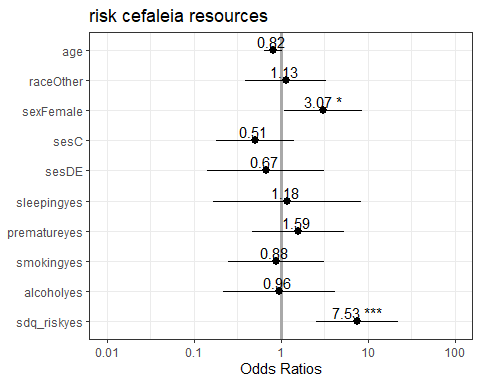 risk cefaleia resources
age
0.82
raceOther
1.13
sexFemale
3.07 *
sesC
0.51
sesDE
0.67
sleepingyes
1.18
prematureyes
1.59
smokingyes
0.88
alcoholyes
0.96
sdq_riskyes
7.53 ***
0.01 0.1 1 10 100
Odds Ratios